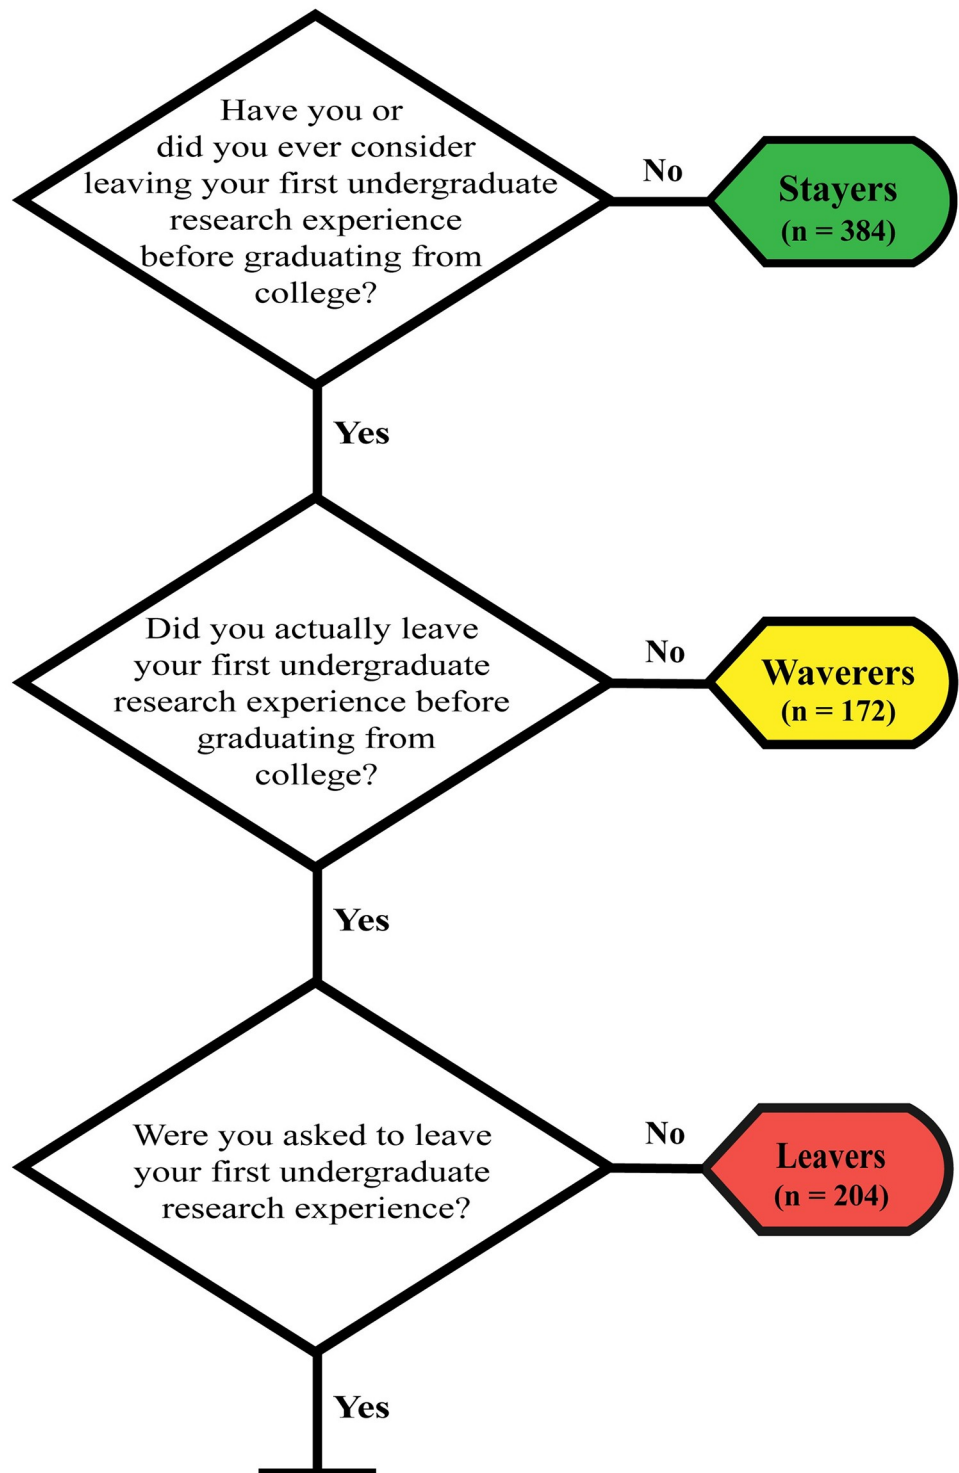 Have you or
did you ever consider
leaving your first undergraduate
research experience
before graduating from
college?
No
Stayers
(n = 384)
Yes
Did you actually leave
your first undergraduate
research experience before
graduating from
college?
No
Waverers
(n = 172)
Yes
Were you asked to leave
your first undergraduate
research experience?
No
Leavers
(n = 204)
Yes